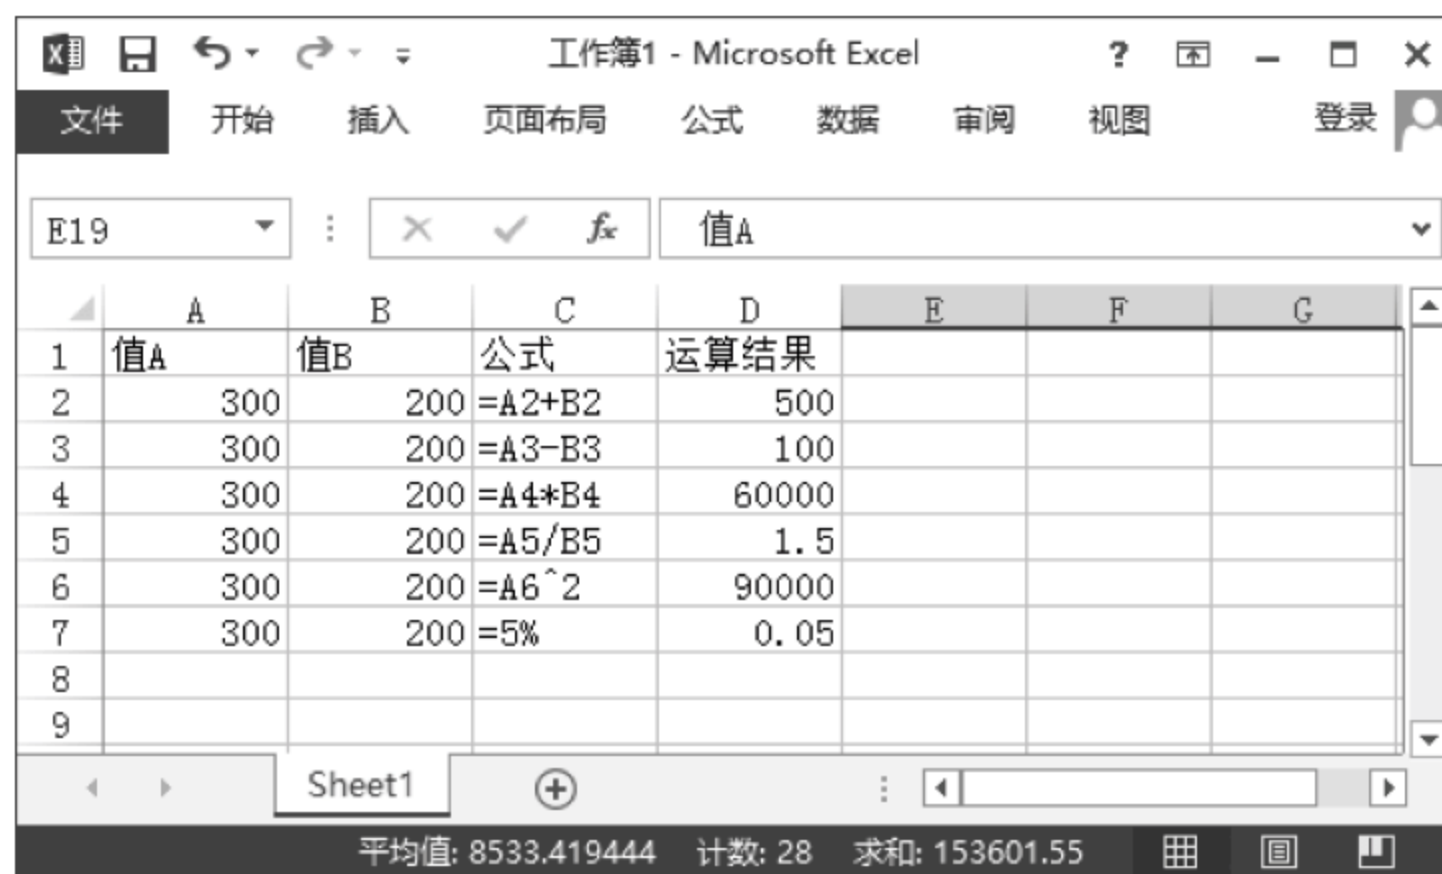 工作簿1 - Microsoft Excel ?
文件 开始 插入 页面布局 公式 数据 审阅 视图 登录
E19 fx 值A
A B C D E F G
1 值A 值B 公式 运算结果
2 300 200 =A2+B2 500
3 300 200 =A3-B3 100
4 300 200 =A4*B4 60000
5 300 200 =A5/B5 1.5
6 300 200 =A6^2 90000
7 300 200 =5% 0.05
8
9
Sheet1
平均值: 8533.419444 计数: 28 求和: 153601.55